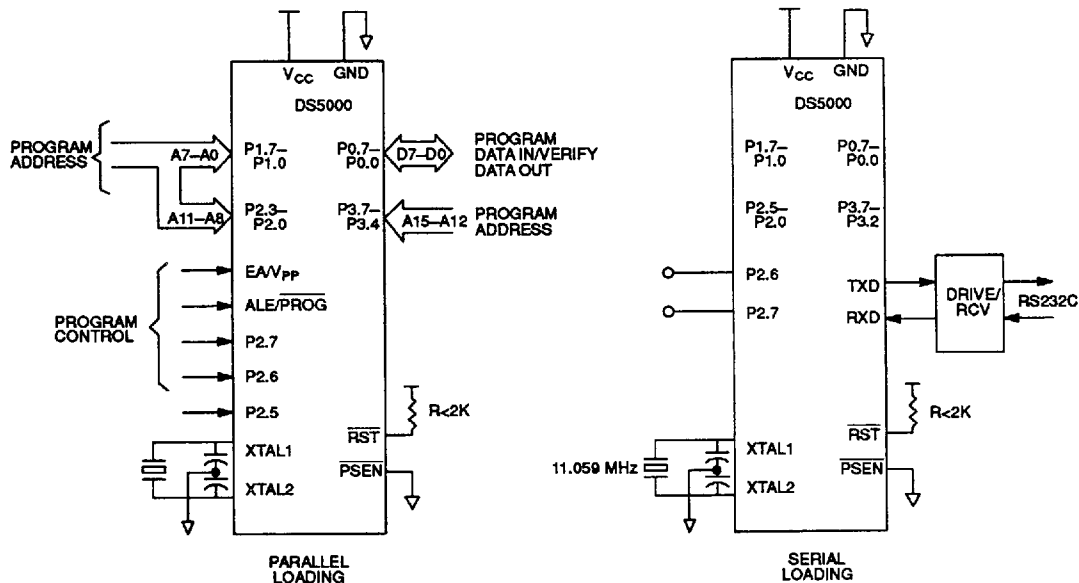 VCC GND
DS5000
PROGRAM
ADDRESS
A7–A0
P1.7–
P1.0
P0.7–
P0.0
D7–D0
PROGRAM
DATA IN/VERIFY
DATA OUT
A11–A8
P2.3–
P2.0
P3.7–
P3.4
A15–A12
PROGRAM
ADDRESS
PROGRAM
CONTROL
EA/VPP
ALE/PROG
P2.7
P2.6
P2.5
R<2K
RST
XTAL1
PSEN
XTAL2
PARALLEL
LOADING
VCC GND
DS5000
P1.7–
P1.0
P0.7–
P0.0
P2.5–
P2.0
P3.7–
P3.2
P2.6
P2.7
TXD
RXD
DRIVE/
RCV
RS232C
R<2K
RST
XTAL1
11.059 MHz
PSEN
XTAL2
SERIAL
LOADING